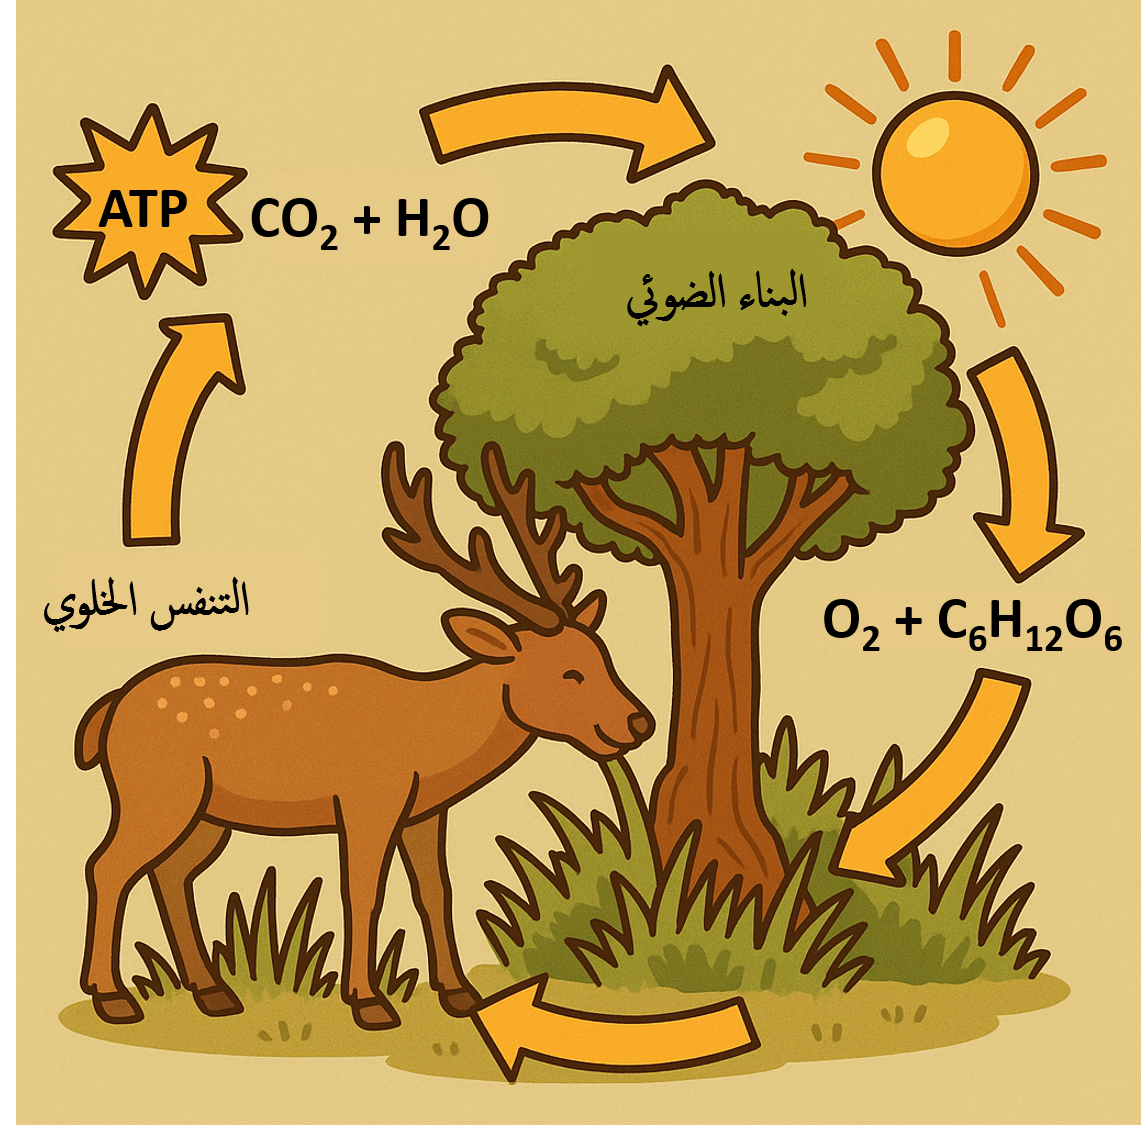 ATP
CO₂ + H₂O
البناء الضوئي
التنفس الخلوي
O₂ + C₆H₁₂O₆